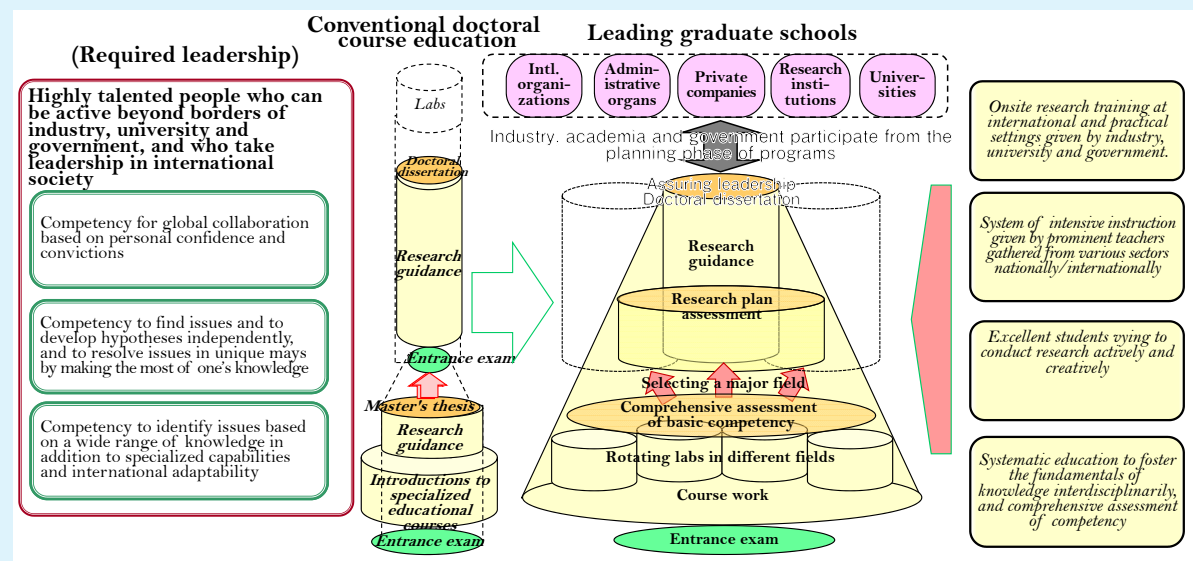 (Required leadership)
Highly talented people who can
be active beyond borders of
industry, university and
government, and who take
leadership in international
society
Competency for global collaboration
based on personal confidence and
convictions
Competency to find issues and to
develop hypotheses independently,
and to resolve issues in unique mays
by making the most of one's knowledge
Competency to identify issues based
on a wide range of knowledge in
addition to specialized capabilities
and international adaptability
Conventional doctoral
course education
Labs
Doctoral
dissertation
Research
guidance
Entrance exam
Master's thesis
Research
guidance
Introductions to
specialized
educational
courses
Entrance exam
Leading graduate schools
Intl.
organi-
zations
Admin-
istrative
organs
Private
companies
Research
insti-
tutions
Univer-
sities
Industry. academia and government participate from the
planning phase of programs
Assuring leadership
Doctoral dissertation
Research
guidance
Research plan
assessment
Selecting a major field
Comprehensive assessment
of basic competency
Rotating labs in different fields
Course work
Entrance exam
Onsite research training at
international and practical
settings given by industry,
university and government.
System of intensive instruction
given by prominent teachers
gathered from various sectors
nationally/internationally
Excellent students vying to
conduct research actively and
creatively
Systematic education to foster
the fundamentals of
knowledge interdisciplinarily,
and comprehensive assessment
of competency